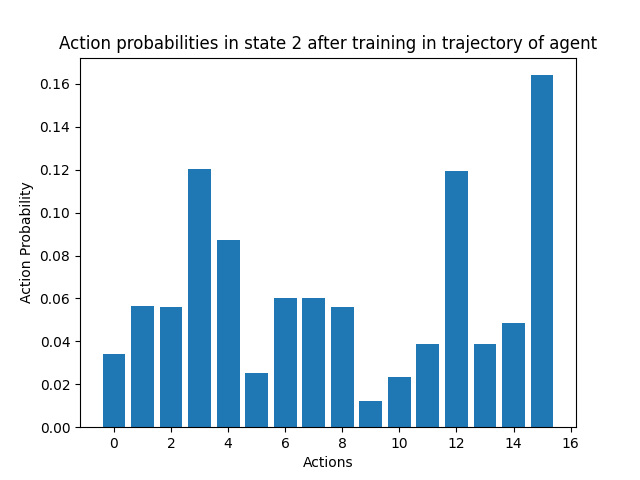 Action probabilities in state 2 after training in trajectory of agent
0.16
0.14
0.12
0.10
0.08
0.06
0.04
0.02
0.00
Action Probability
0 2 4 6 8 10 12 14 16
Actions